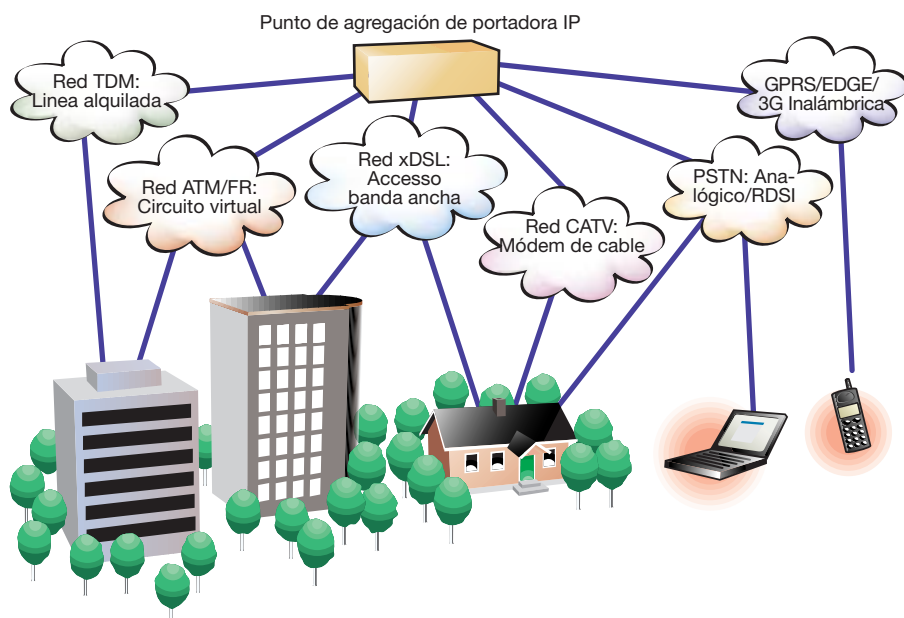 Punto de agregación de portadora IP
Red TDM:
Linea alquilada
GPRS/EDGE/
3G Inalámbrica
Red ATM/FR:
Circuito virtual
Red xDSL:
Accesso
banda ancha
PSTN: Ana-
lógico/RDSI
Red CATV:
Módem de cable